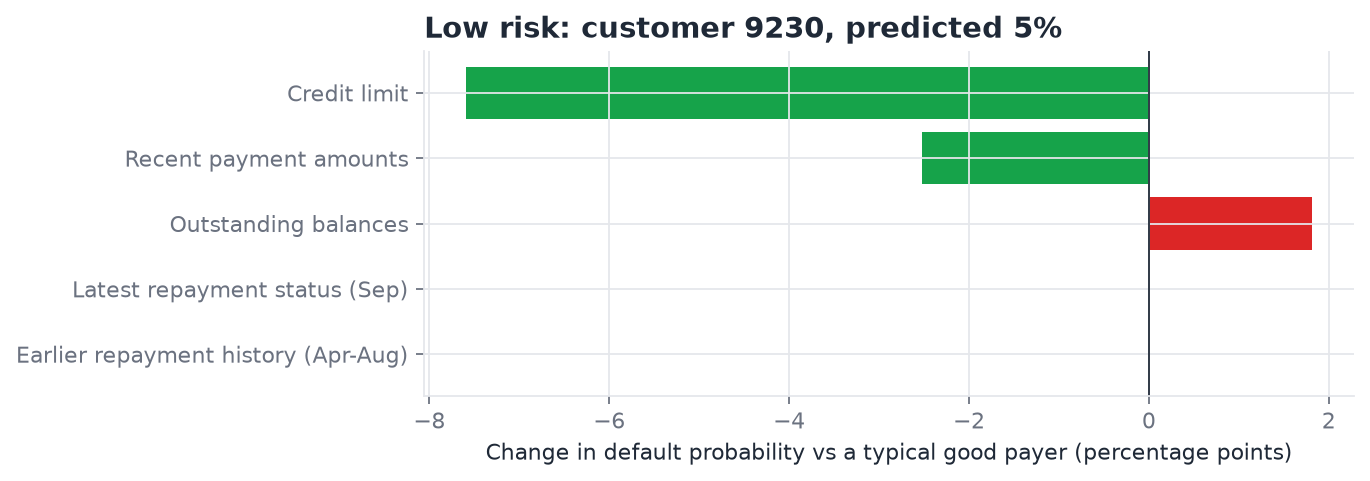 Low risk: customer 9230, predicted 5%
Credit limit
Recent payment amounts
Outstanding balances
Latest repayment status (Sep)
Earlier repayment history (Apr-Aug)
−8 −6 −4 −2 0 2
Change in default probability vs a typical good payer (percentage points)